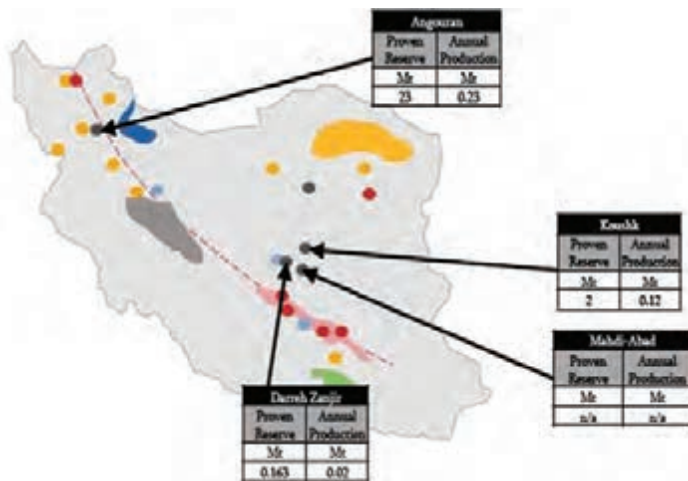 Angouran
Proven Annual
Reserve Production
Mt Mt
23 0.23
Koushk
Proven Annual
Reserve Production
Mt Mt
2 0.12
Mahdi-Abad
Proven Annual
Reserve Production
Mt Mt
n/a n/a
Darreh Zanjir
Proven Annual
Reserve Production
Mt Mt
0.163 0.02